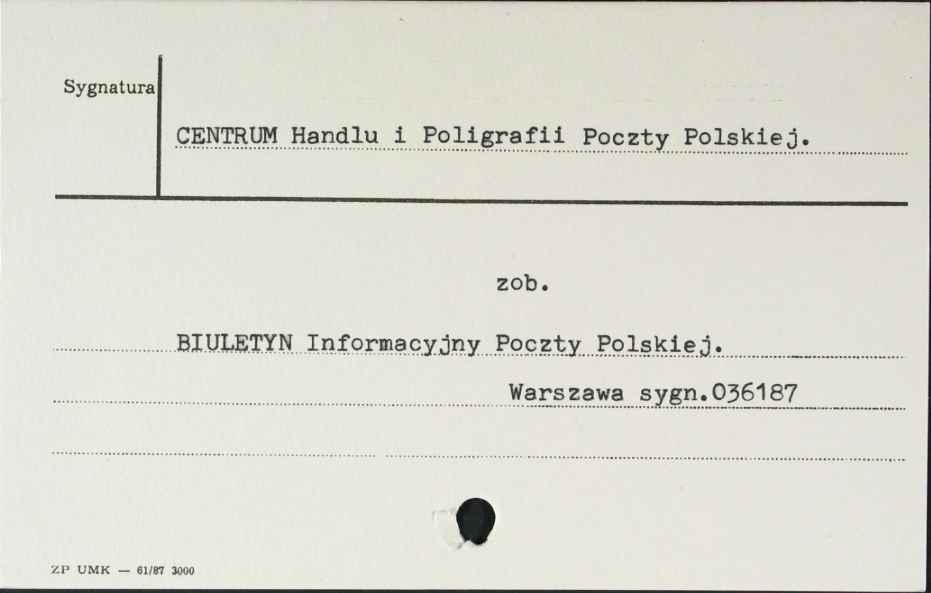 Sygnatura
CENTRUM Handlu i Poligrafii Poczty Polskiej.
zob.
BIULETYN Informacyjny Poczty Polskiej.
Warszawa sygn.036187
ZP UMK — 61/87 3000